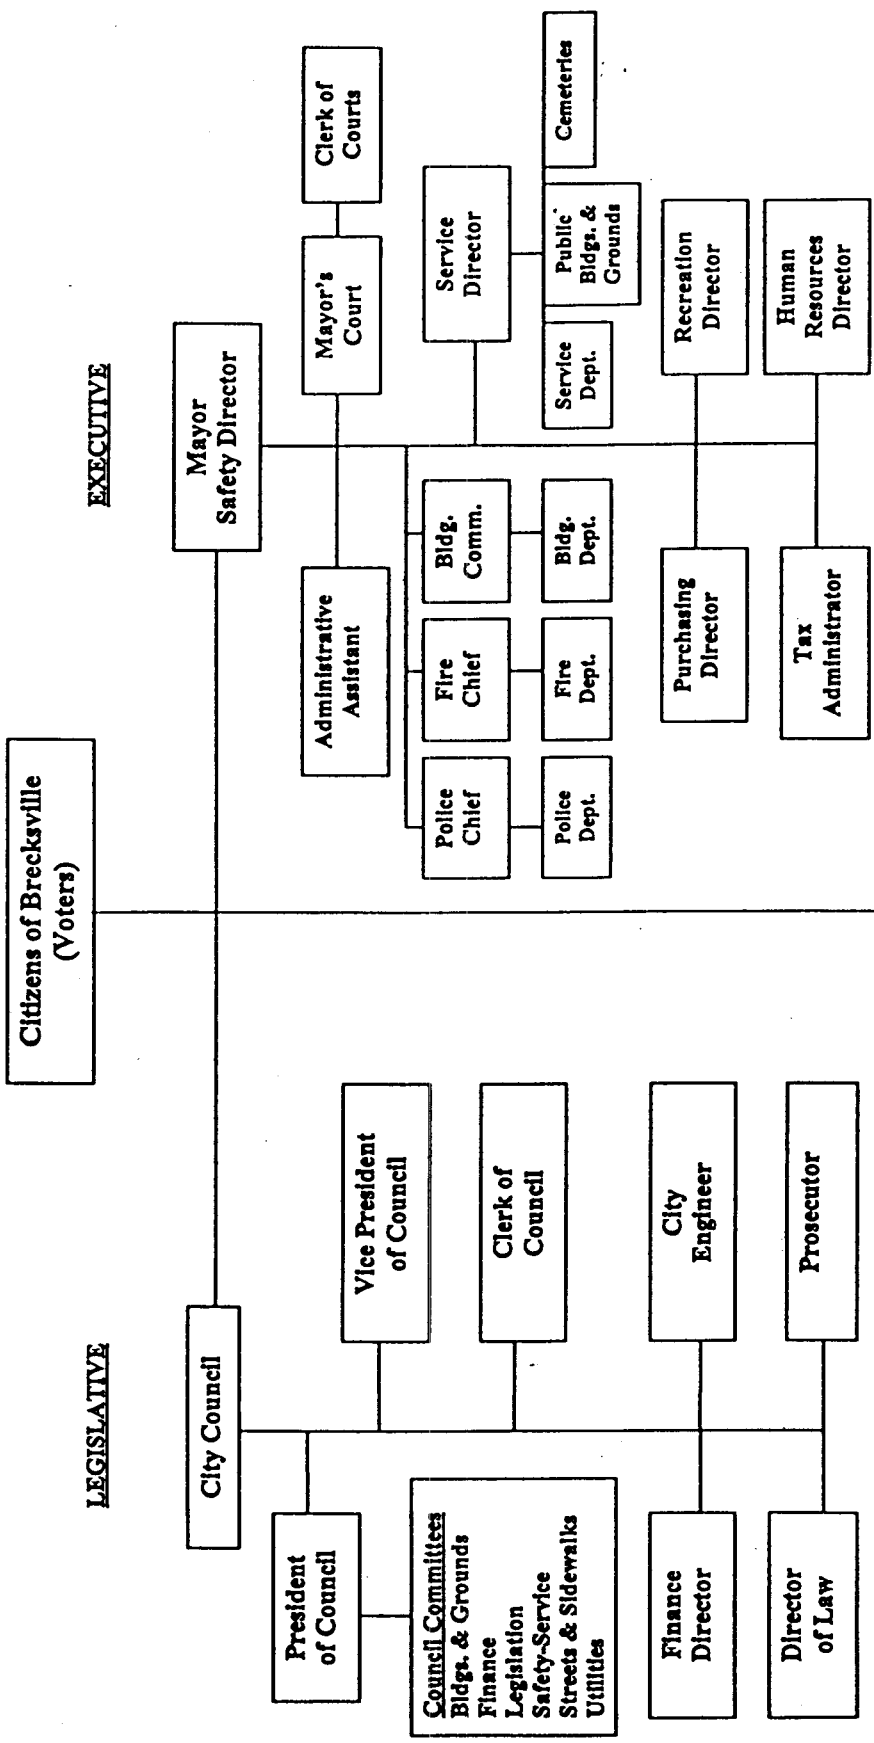 Citizens of Brecksville
(Voters)
LEGISLATIVE
EXECUTIVE
City Council
Mayor
Safety Director
President
of Council
Vice President
of Council
Council Committees
Bldgs. & Grounds
Finance
Legislation
Safety-Service
Streets & Sidewalks
Utilities
Clerk of
Council
Finance
Director
City
Engineer
Director
of Law
Prosecutor
Administrative
Assistant
Mayor's
Court
Clerk of
Courts
Police
Chief
Fire
Chief
Bldg.
Comm.
Service
Director
Police
Dept.
Fire
Dept.
Bldg.
Dept.
Service
Dept.
Public
Bldgs. &
Grounds
Cemeteries
Purchasing
Director
Recreation
Director
Tax
Administrator
Human
Resources
Director